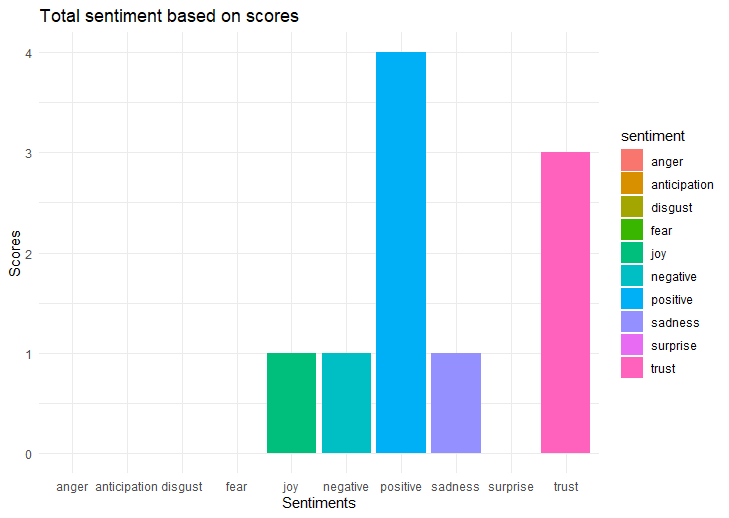 Total sentiment based on scores
4
3
2
1
0
Scores
anger anticipation disgust fear joy negative positive sadness surprise trust
Sentiments
sentiment
anger
anticipation
disgust
fear
joy
negative
positive
sadness
surprise
trust